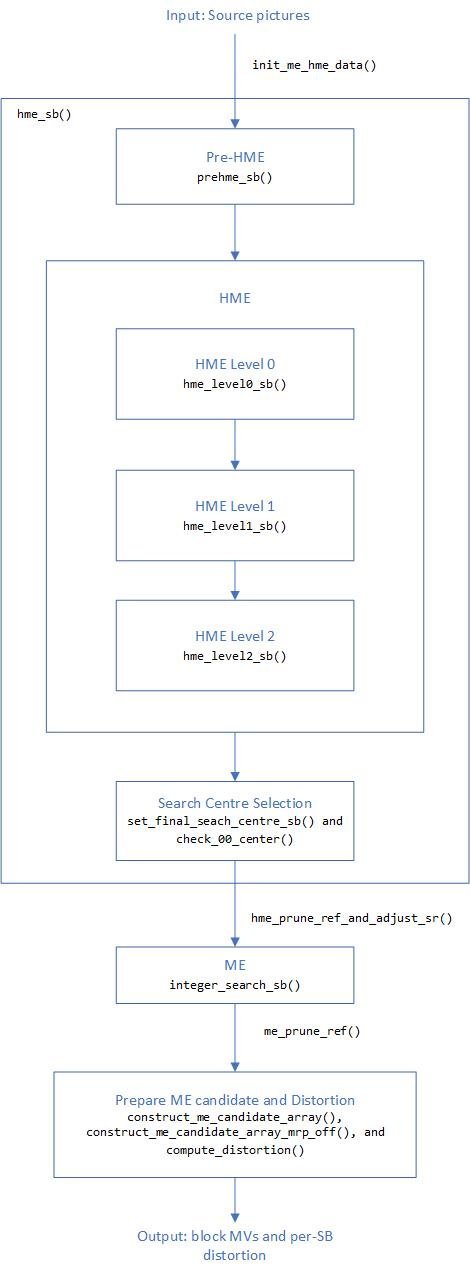 Input: Source pictures
init_me_hme_data()
hme_sb()
Pre-HME
prehme_sb()
HME
HME Level 0
hme_level0_sb()
HME Level 1
hme_level1_sb()
HME Level 2
hme_level2_sb()
Search Centre Selection
set_final_seach_centre_sb() and
check_00_center()
hme_prune_ref_and_adjust_sr()
ME
integer_search_sb()
me_prune_ref()
Prepare ME candidate and Distortion
construct_me_candidate_array(),
construct_me_candidate_array_mrp_off(), and
compute_distortion()
Output: block MVs and per-SB
distortion